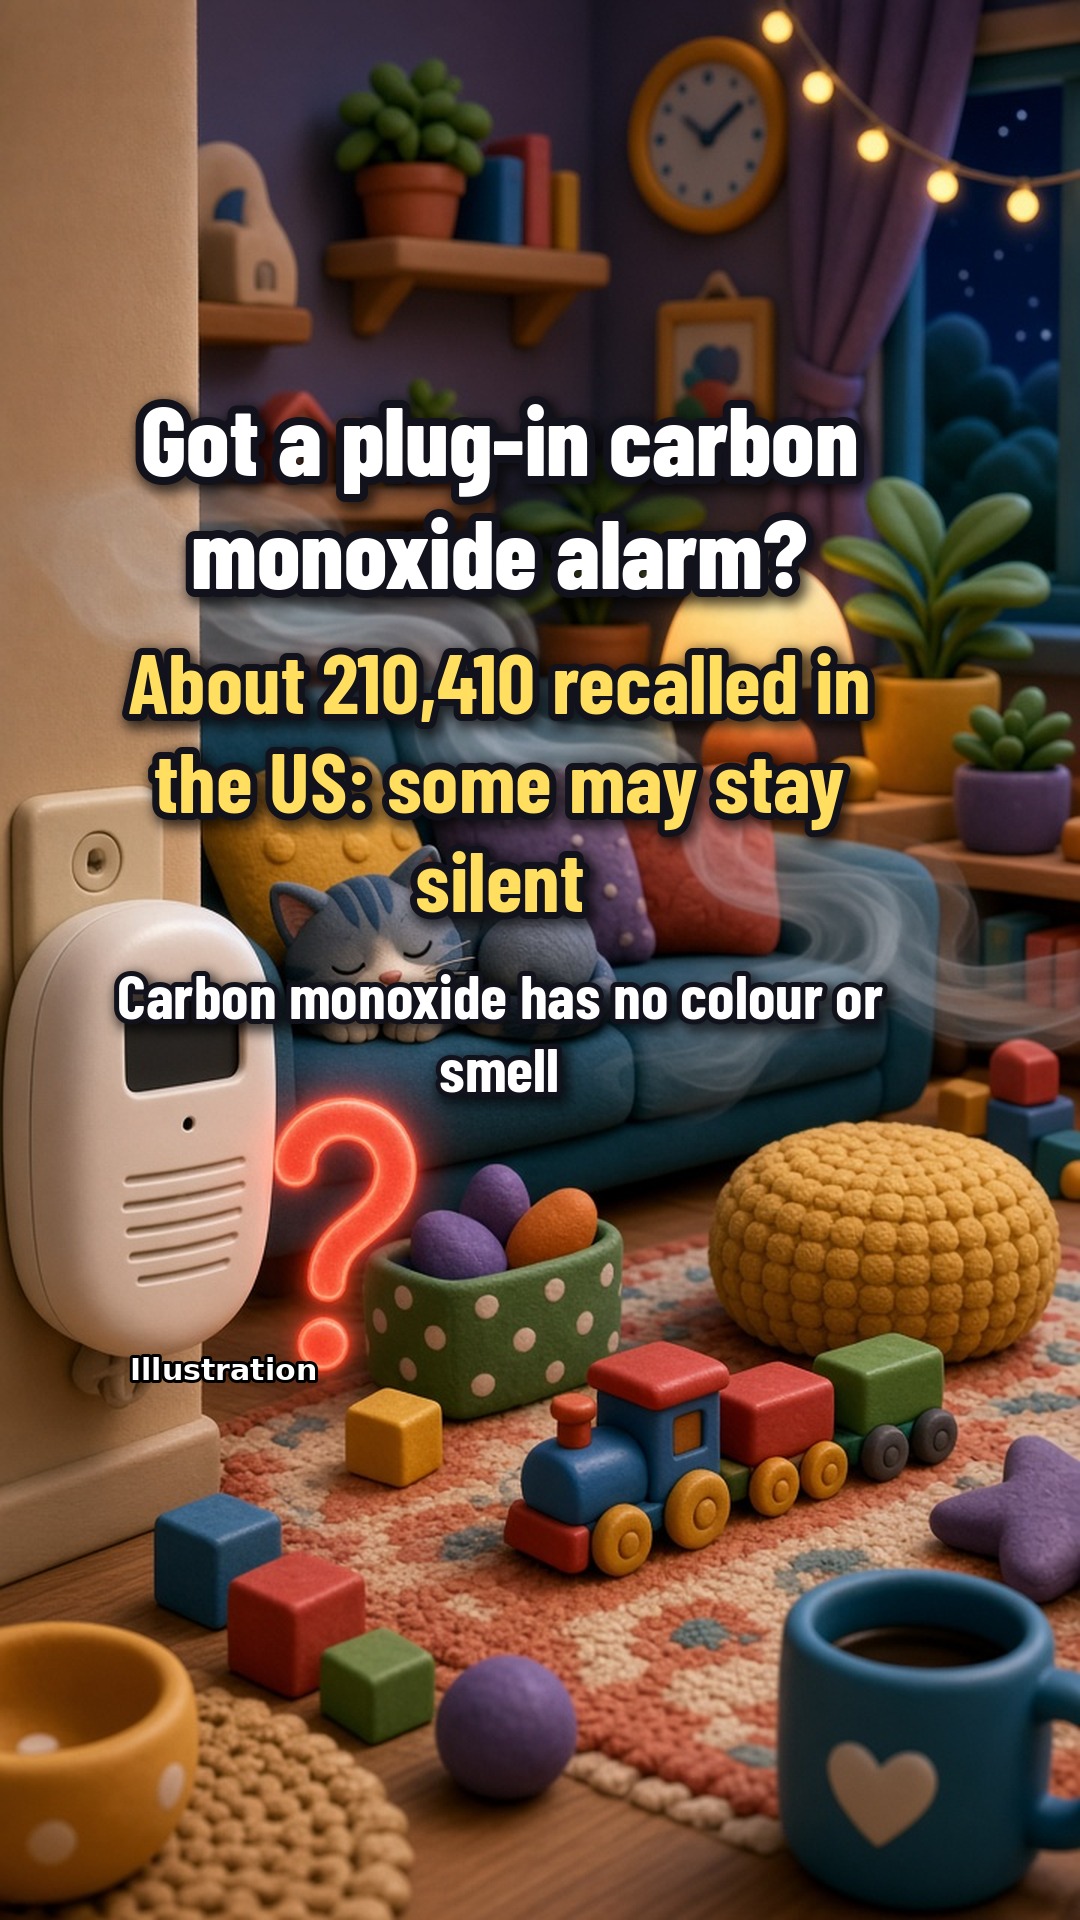 Got a plug-in carbon
monoxide alarm?
About 210,410 recalled in
the US: some may stay
silent
Carbon monoxide has no colour or
smell
Illustration